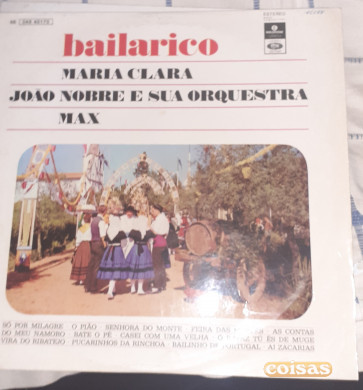 bailarico
MARIA CLARA
JOÃO NOBRE E SUA ORQUESTRA
MAX
SÓ POR MILAGRE O PIÃO SENHORA DO MONTE FEIRA DAS
AS CONTAS
DO MEU NAMORO BATE O PÉ CASEI COM UMA VELHA
TU ÉS DE MUGE
VIRA DO RIBATEJO PUCARINHOS DA RINCHOA BAILINHO DE PORTUGAL AI ZACARIAS
coisas